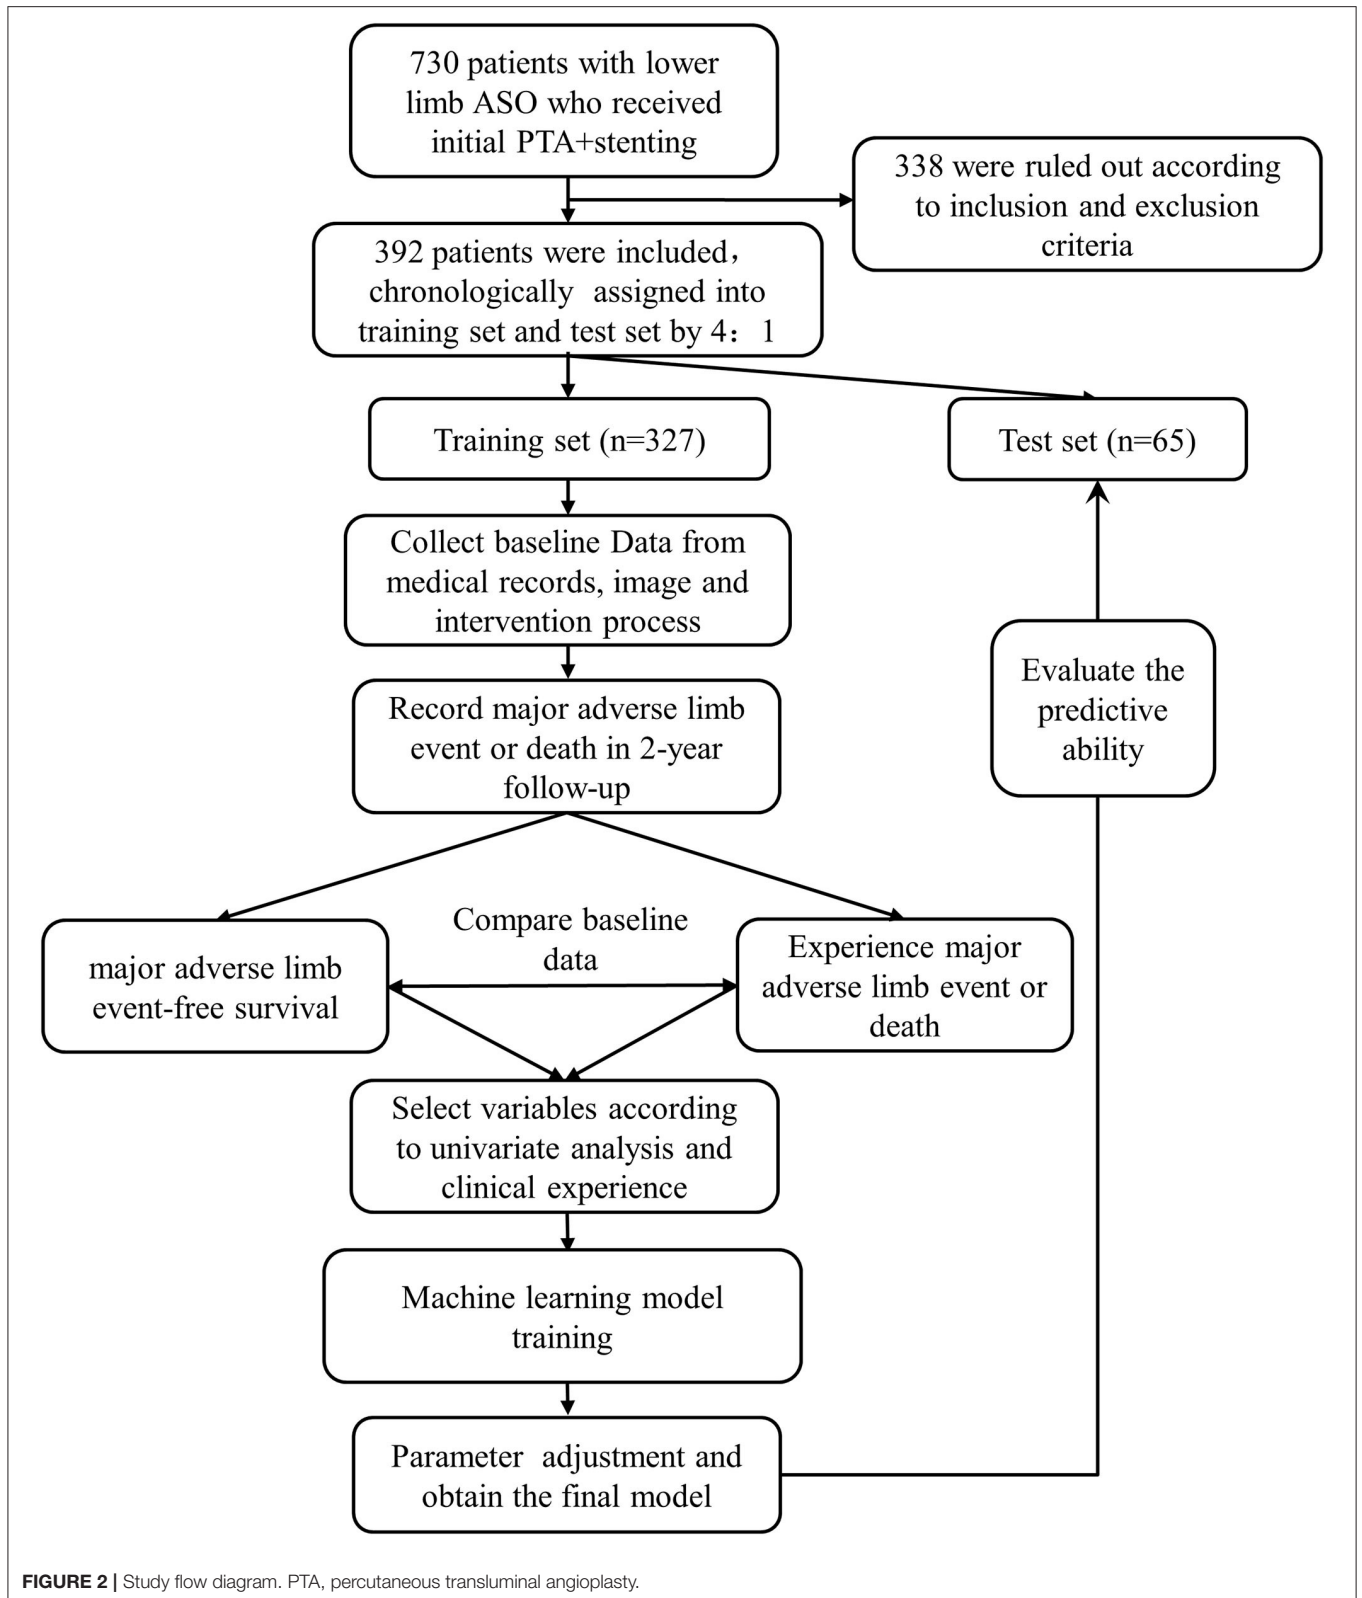 730 patients with lower
limb ASO who received
initial PTA+stenting
338 were ruled out according
to inclusion and exclusion
criteria
392 patients were included，
chronologically assigned into
training set and test set by 4：1
Training set (n=327)
Test set (n=65)
Collect baseline Data from
medical records, image and
intervention process
Evaluate the
predictive
ability
Record major adverse limb
event or death in 2-year
follow-up
Compare baseline
data
major adverse limb
event-free survival
Experience major
adverse limb event or
death
Select variables according
to univariate analysis and
clinical experience
Machine learning model
training
Parameter adjustment and
obtain the final model
FIGURE 2 | Study flow diagram. PTA, percutaneous transluminal angioplasty.